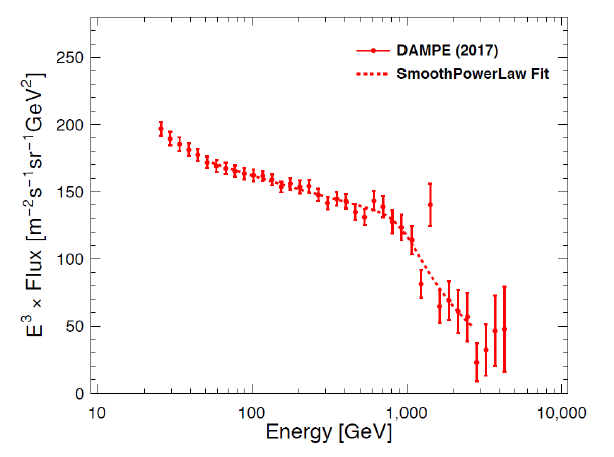 DAMPE (2017)
SmoothPowerLaw Fit
E³ × Flux [m⁻²s⁻¹sr⁻¹GeV²]
250
200
150
100
50
0
10 100 1,000 10,000
Energy [GeV]